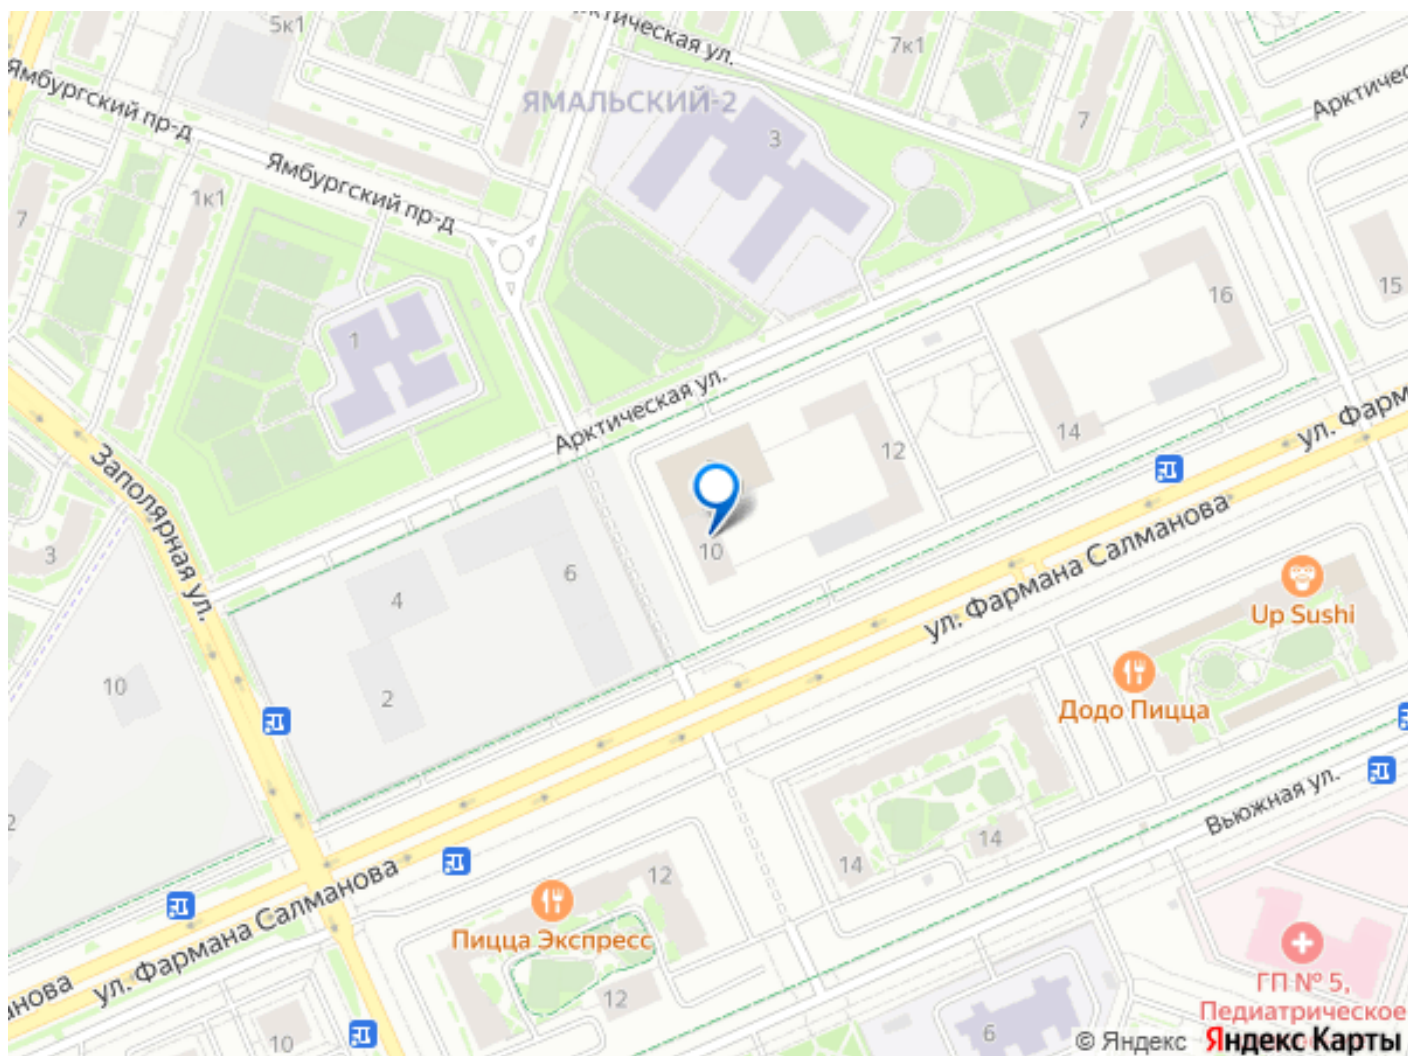 5к1
Арктическая ул.
7к1
Ямбургский пр-д
ЯМАЛЬСКИЙ-2
3
7
Ямбургский пр-д
1к1
7
16
15
1
Арктическая ул.
12
14
ул. Фарм
Заполярная ул.
3
10
6
4
ул. Фармана Салманова
Up Sushi
10
2
Додо Пицца
Вьюжная ул.
2
14
14
12
ул. Фармана Салманова
Пицца Экспресс
12
10
6
ГП № 5,
Педиатрическое
© Яндекс Яндекс Карты